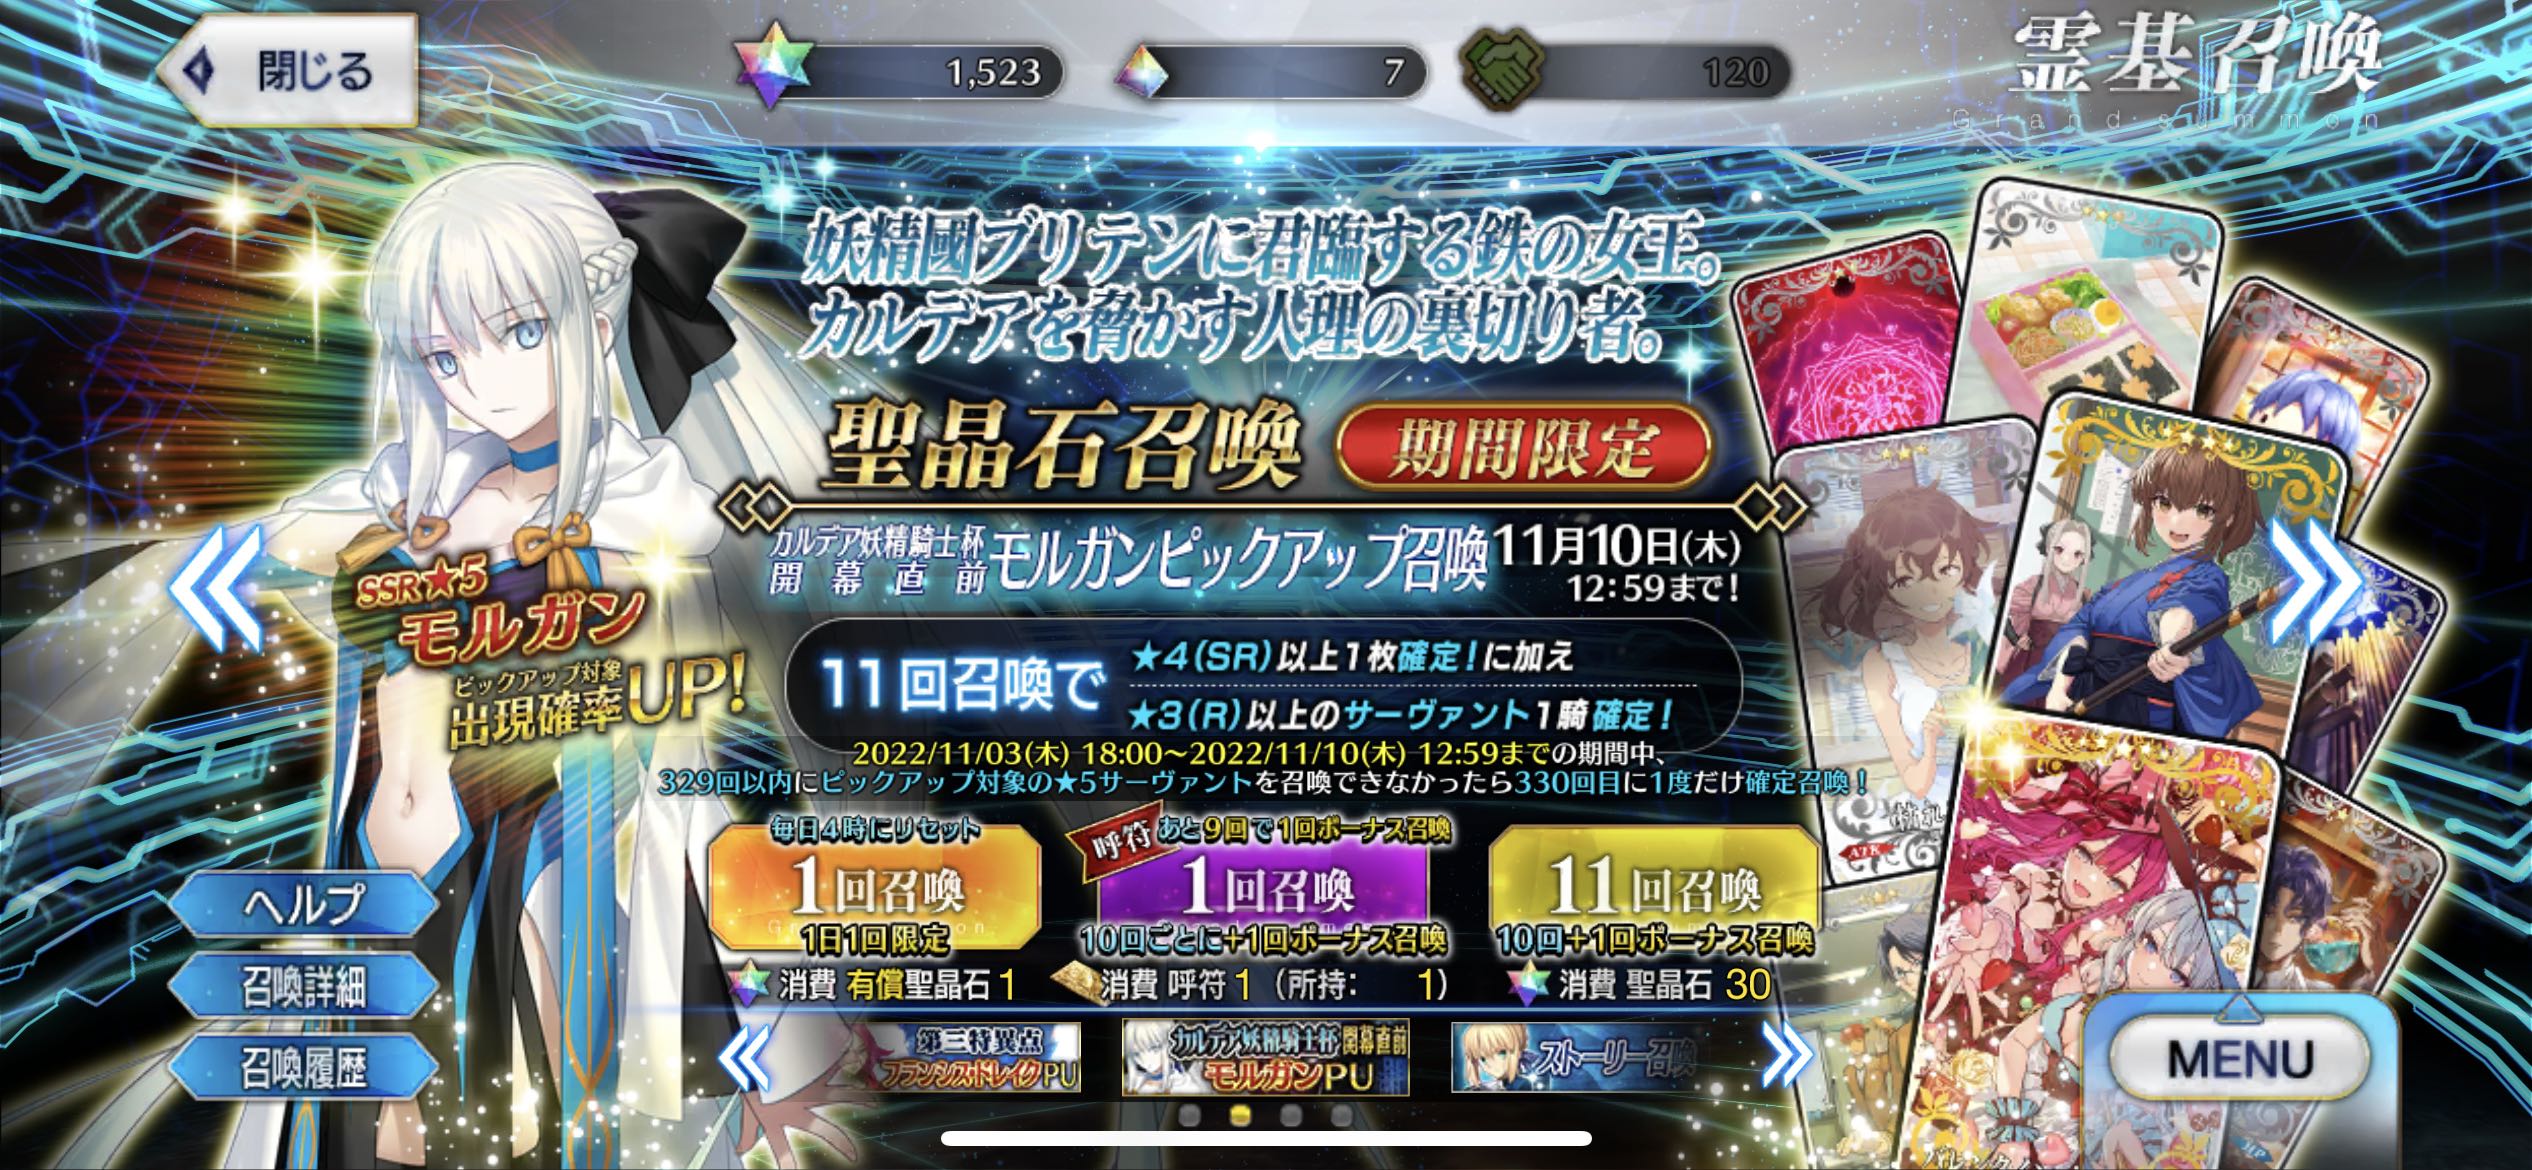 閉じる
1,523
7
120
霊基召喚
Grand summon
妖精國ブリテンに君臨する鉄の女王。
カルデアを脅かす人理の裏切り者。
聖晶石召喚
期間限定
カルデア妖精騎士杯
開幕直前
モルガンピックアップ召喚
11月10日(木)
12:59まで!
SSR★5
モルガン
ピックアップ対象
出現確率UP!
11回召喚で
★4(SR)以上1枚確定!に加え
★3(R)以上のサーヴァント1騎確定!
2022/11/03(木) 18:00～2022/11/10(木) 12:59までの期間中、
329回以内にピックアップ対象の★5サーヴァントを召喚できなかったら330回目に1度だけ確定召喚!
毎日4時にリセット
1回召喚
1日1回限定
消費 有償聖晶石 1
呼符
あと9回で1回ボーナス召喚
1回召喚
10回ごとに+1回ボーナス召喚
消費 呼符 1 (所持: 1)
11回召喚
10回+1回ボーナス召喚
消費 聖晶石 30
ヘルプ
召喚詳細
召喚履歴
第三特異点
フランシス・ドレイクPU
カルデア妖精騎士杯 開幕直前
モルガンPU
ストーリー召喚
ATK
MENU